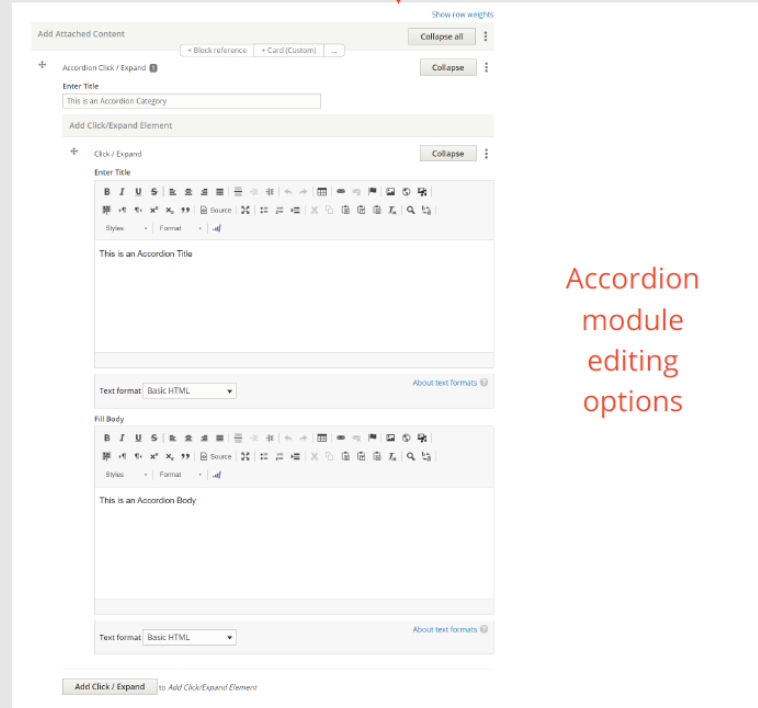 Show row weights
Add Attached Content
Collapse all
+ Block reference
+ Card (Custom)
...
Accordion Click / Expand
Collapse
Enter Title
This is an Accordion Category
Add Click/Expand Element
Click / Expand
Collapse
Enter Title
B I U S
Source
Styles
Format
This is an Accordion Title
Text format Basic HTML
About text formats
Fill Body
B I U S
Source
Styles
Format
This is an Accordion Body
Text format Basic HTML
About text formats
Add Click / Expand to Add Click/Expand Element
Accordion
module
editing
options